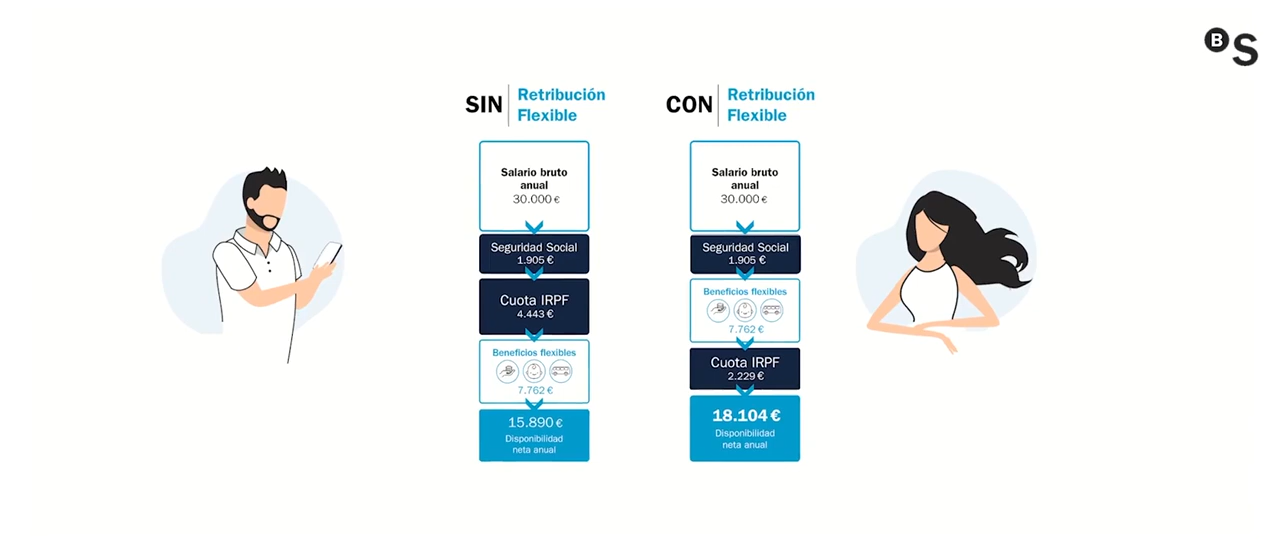 BS
SIN
Retribución
Flexible
Salario bruto
anual
30.000 €
Seguridad Social
1.905 €
Cuota IRPF
4.443 €
Beneficios flexibles
7.762 €
15.890 €
Disponibilidad
neta anual
CON
Retribución
Flexible
Salario bruto
anual
30.000 €
Seguridad Social
1.905 €
Beneficios flexibles
7.762 €
Cuota IRPF
2.229 €
18.104 €
Disponibilidad
neta anual